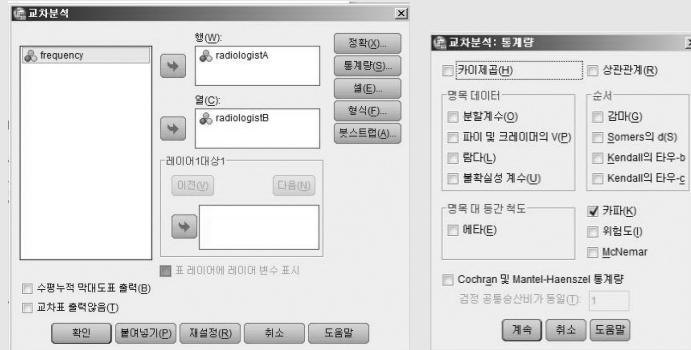 교차분석
frequency
행(W):
radiologistA
열(C):
radiologistB
레이어1대상1
이전(V)
다음(N)
표 레이어에 레이어 변수 표시
수평누적 막대도표 출력(B)
교차표 출력않음(T)
확인
붙여넣기(P)
재설정(R)
취소
도움말
정확(X)...
통계량(S)...
셀(E)...
형식(F)...
붓스트랩(A)...
교차분석: 통계량
카이제곱(H)
상관관계(R)
명목 데이터
분할계수(O)
파이 및 크레이머의 V(P)
람다(L)
불확실성 계수(U)
순서
감마(G)
Somers의 d(S)
Kendall의 타우-b
Kendall의 타우-c
명목 대 등간 척도
에타(E)
카파(K)
위험도(I)
McNemar
Cochran 및 Mantel-Haenszel 통계량
검정 공통승산비가 동일(T):
1
계속
취소
도움말